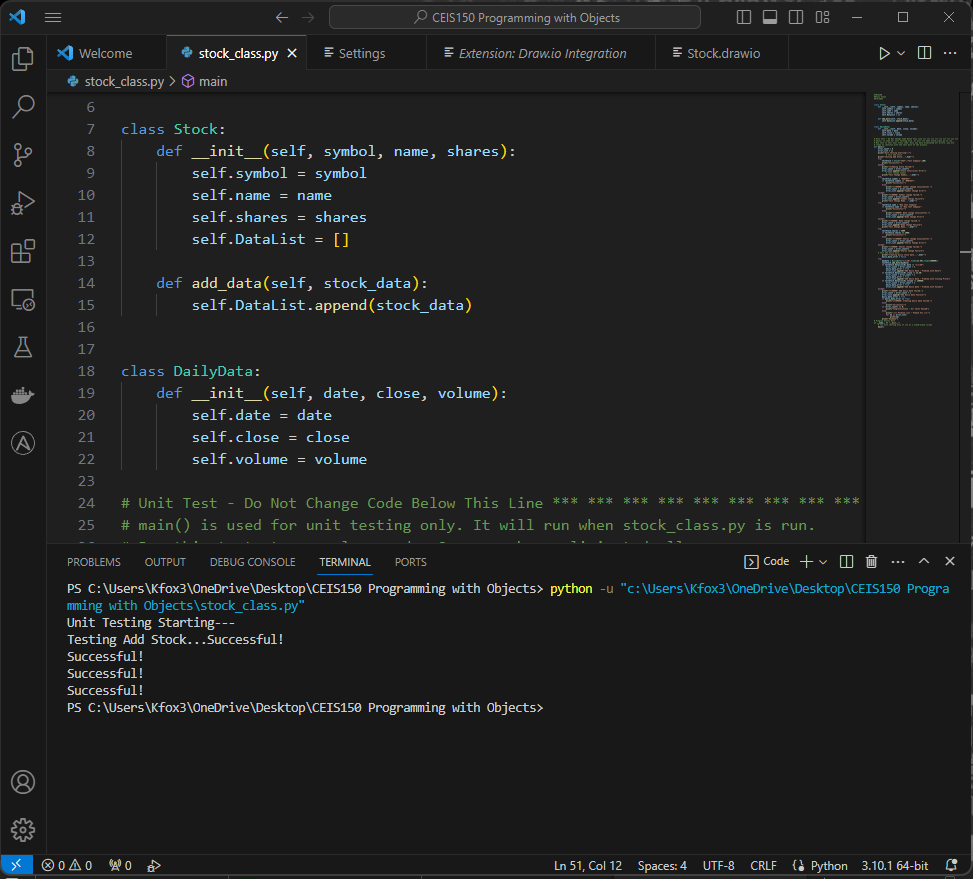 CEIS150 Programming with Objects
Welcome
stock_class.py
Settings
Extension: Draw.io Integration
Stock.drawio
stock_class.py > main
6
7 class Stock:
8 def __init__(self, symbol, name, shares):
9 self.symbol = symbol
10 self.name = name
11 self.shares = shares
12 self.DataList = []
13
14 def add_data(self, stock_data):
15 self.DataList.append(stock_data)
16
17
18 class DailyData:
19 def __init__(self, date, close, volume):
20 self.date = date
21 self.close = close
22 self.volume = volume
23
24 # Unit Test - Do Not Change Code Below This Line *** *** *** *** *** *** *** *** ***
25 # main() is used for unit testing only. It will run when stock_class.py is run.
PROBLEMS OUTPUT DEBUG CONSOLE TERMINAL PORTS
Code
PS C:\Users\Kfox3\OneDrive\Desktop\CEIS150 Programming with Objects> python -u "c:\Users\Kfox3\OneDrive\Desktop\CEIS150 Progra
mming with Objects\stock_class.py"
Unit Testing Starting---
Testing Add Stock...Successful!
Successful!
Successful!
Successful!
PS C:\Users\Kfox3\OneDrive\Desktop\CEIS150 Programming with Objects>
0 0 0 Ln 51, Col 12 Spaces: 4 UTF-8 CRLF Python 3.10.1 64-bit